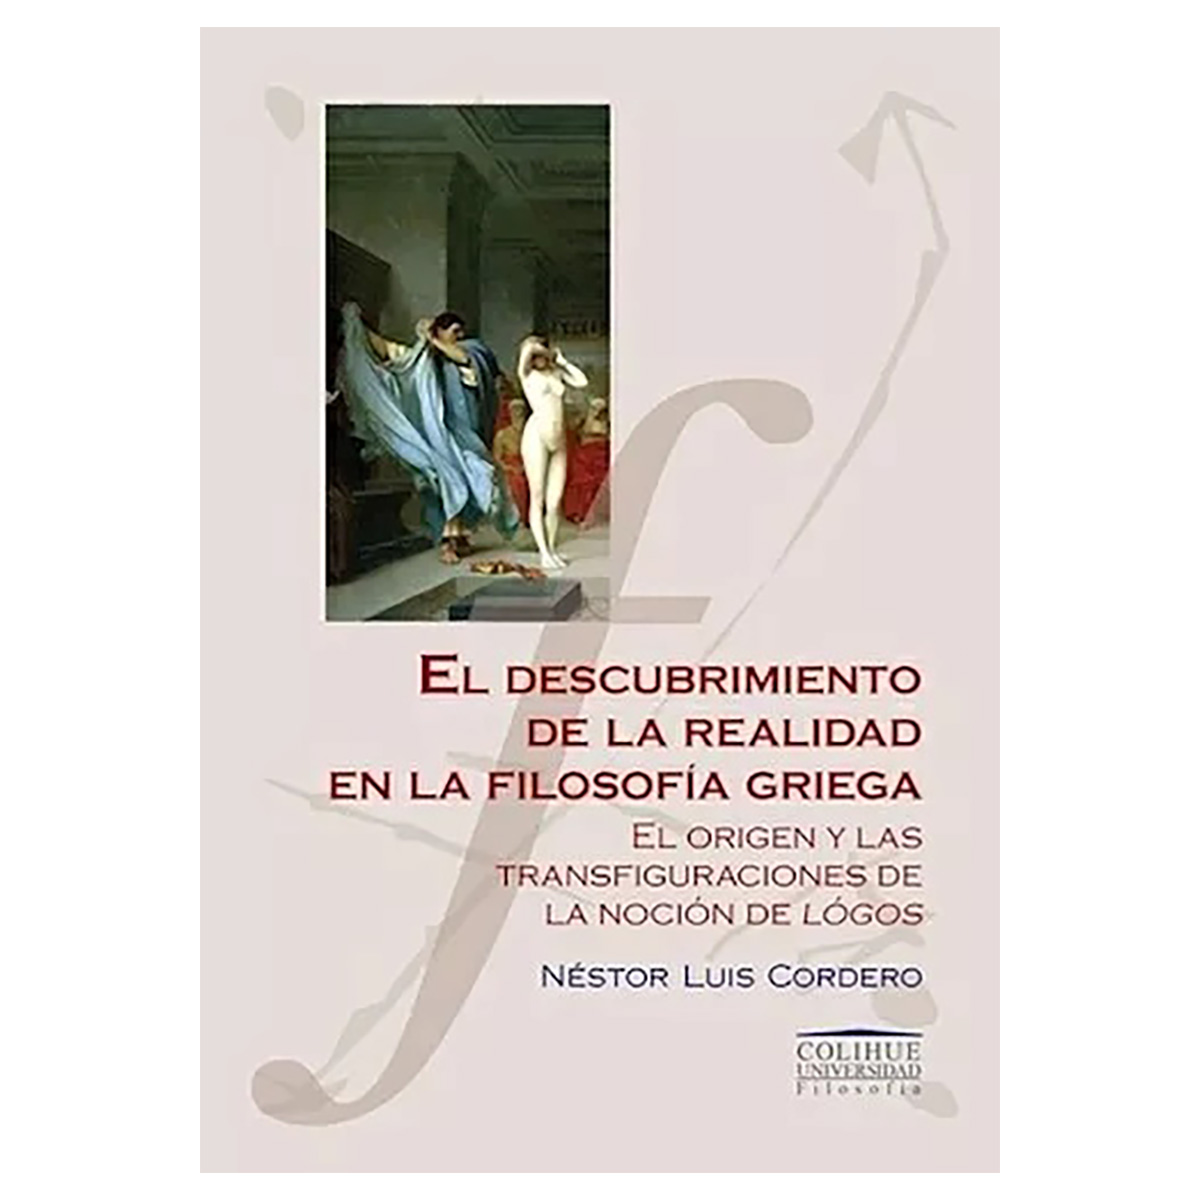 EL DESCUBRIMIENTO
DE LA REALIDAD
EN LA FILOSOFÍA GRIEGA
EL ORIGEN Y LAS
TRANSFIGURACIONES DE
LA NOCIÓN DE LÓGOS
NÉSTOR LUIS CORDERO
COLIHUE
UNIVERSIDAD
Filosofía